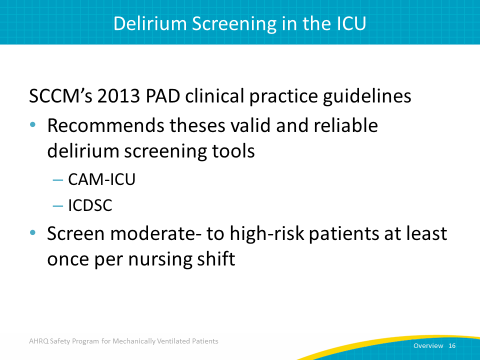 Delirium Screening in the ICU
SCCM's 2013 PAD clinical practice guidelines
• Recommends theses valid and reliable
delirium screening tools
– CAM-ICU
– ICDSC
• Screen moderate- to high-risk patients at least
once per nursing shift
AHRQ Safety Program for Mechanically Ventilated Patients
Overview 16